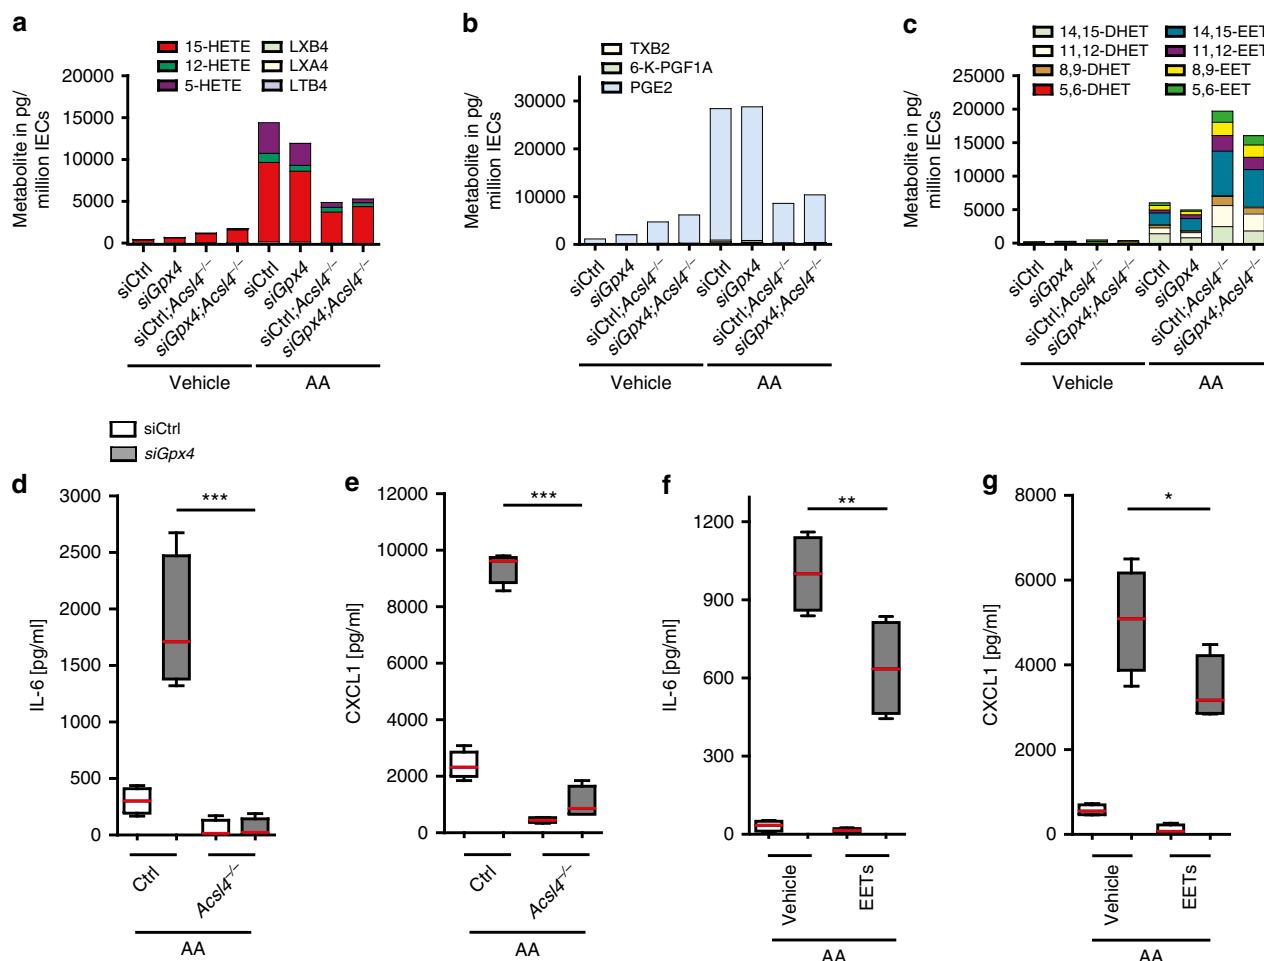 a
15-HETE LXB4
12-HETE LXA4
5-HETE LTB4
Metabolite in pg/
million IECs
20000
15000
10000
5000
0
siCtrl
siGpx4
siCtrl;Acsl4–/–
siGpx4;Acsl4–/–
siCtrl
siGpx4
siCtrl;Acsl4–/–
siGpx4;Acsl4–/–
Vehicle AA
b
TXB2
6-K-PGF1A
PGE2
Metabolite in pg/
million IECs
30000
20000
10000
0
siCtrl
siGpx4
siCtrl;Acsl4–/–
siGpx4;Acsl4–/–
siCtrl
siGpx4
siCtrl;Acsl4–/–
siGpx4;Acsl4–/–
Vehicle AA
c
14,15-DHET 14,15-EET
11,12-DHET 11,12-EET
8,9-DHET 8,9-EET
5,6-DHET 5,6-EET
Metabolite in pg/
million IECs
25000
20000
15000
10000
5000
0
siCtrl
siGpx4
siCtrl;Acsl4–/–
siGpx4;Acsl4–/–
siCtrl
siGpx4
siCtrl;Acsl4–/–
siGpx4;Acsl4–/–
Vehicle AA
siCtrl
siGpx4
d
IL-6 [pg/ml]
3000
2500
2000
1500
1000
500
0
***
Ctrl
Acsl4–/–
AA
e
CXCL1 [pg/ml]
12000
10000
8000
6000
4000
2000
0
***
Ctrl
Acsl4–/–
AA
f
IL-6 [pg/ml]
1200
900
600
300
0
**
Vehicle
EETs
AA
g
CXCL1 [pg/ml]
8000
6000
4000
2000
0
*
Vehicle
EETs
AA